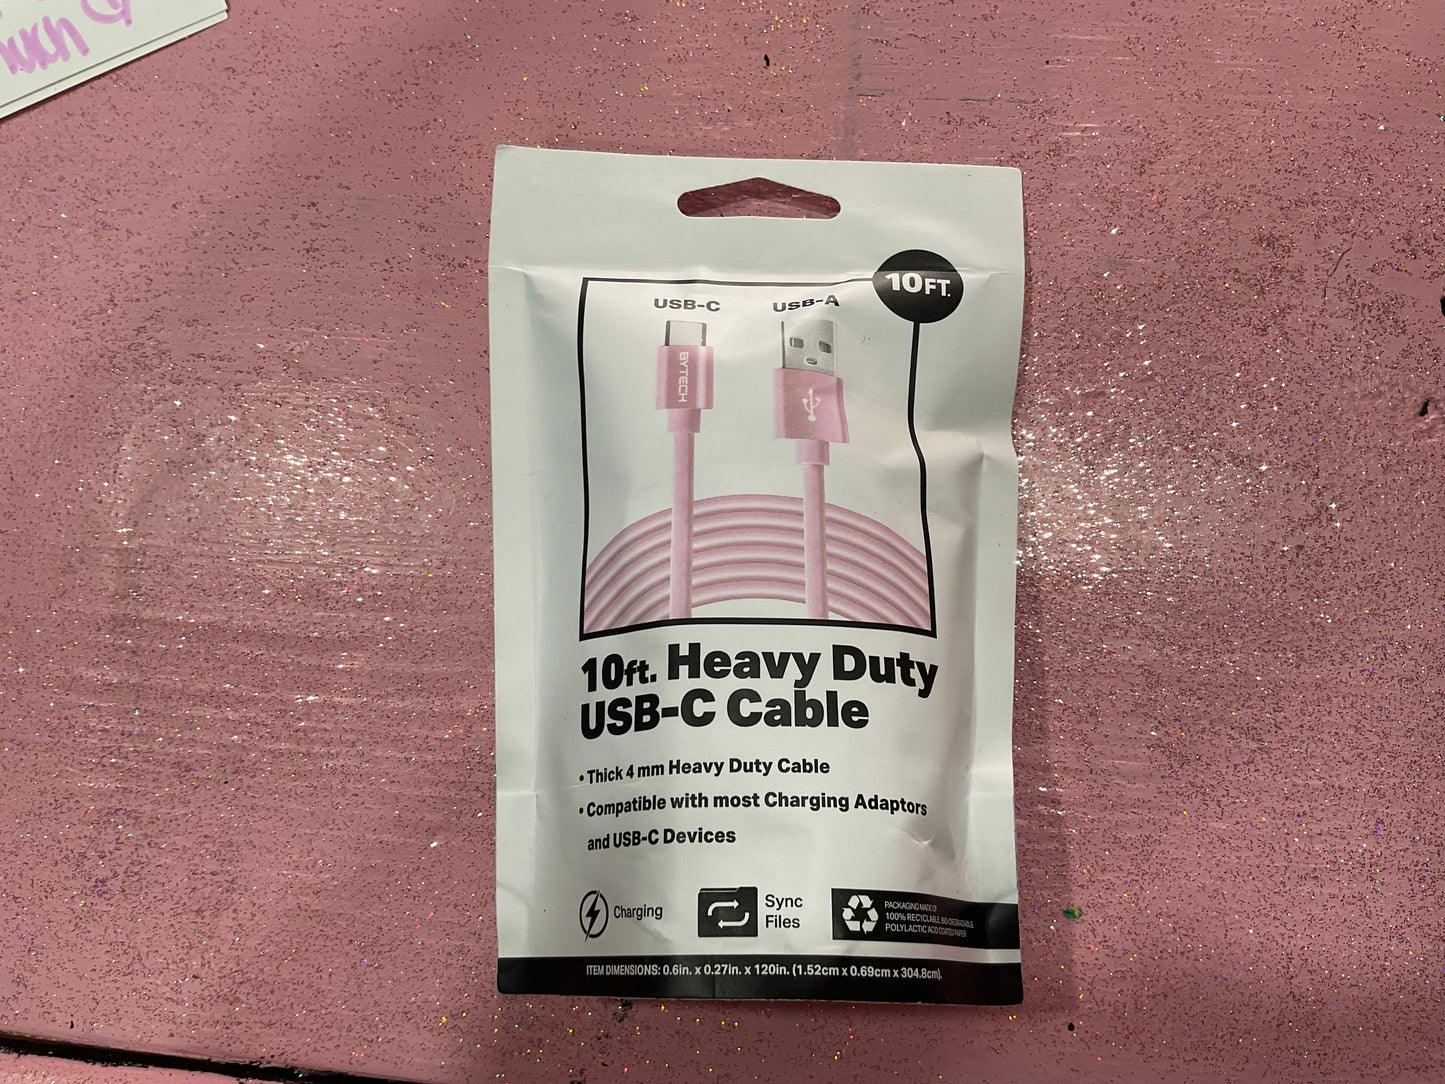 10FT.
USB-C
USB-A
BYTECH
10ft. Heavy Duty
USB-C Cable
• Thick 4 mm Heavy Duty Cable
• Compatible with most Charging Adaptors
and USB-C Devices
Charging
Sync
Files
PACKAGING MADE OF
100% RECYCLABLE, BIO-DEGRADABLE,
POLYLACTIC ACID COATED PAPER
ITEM DIMENSIONS: 0.6in. x 0.27in. x 120in. (1.52cm x 0.69cm x 304.8cm).